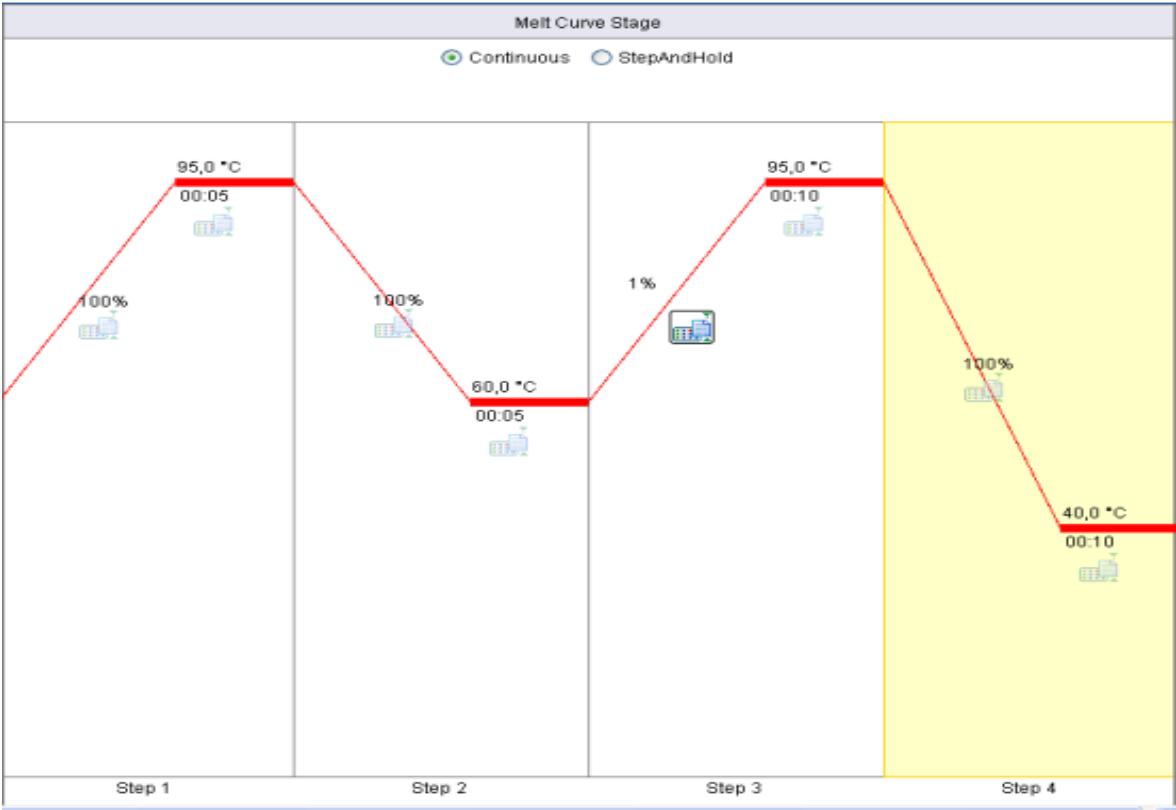 Melt Curve Stage
Continuous StepAndHold
95,0 °C
00:05
100%
100%
60,0 °C
00:05
1%
95,0 °C
00:10
100%
40,0 °C
00:10
Step 1 Step 2 Step 3 Step 4